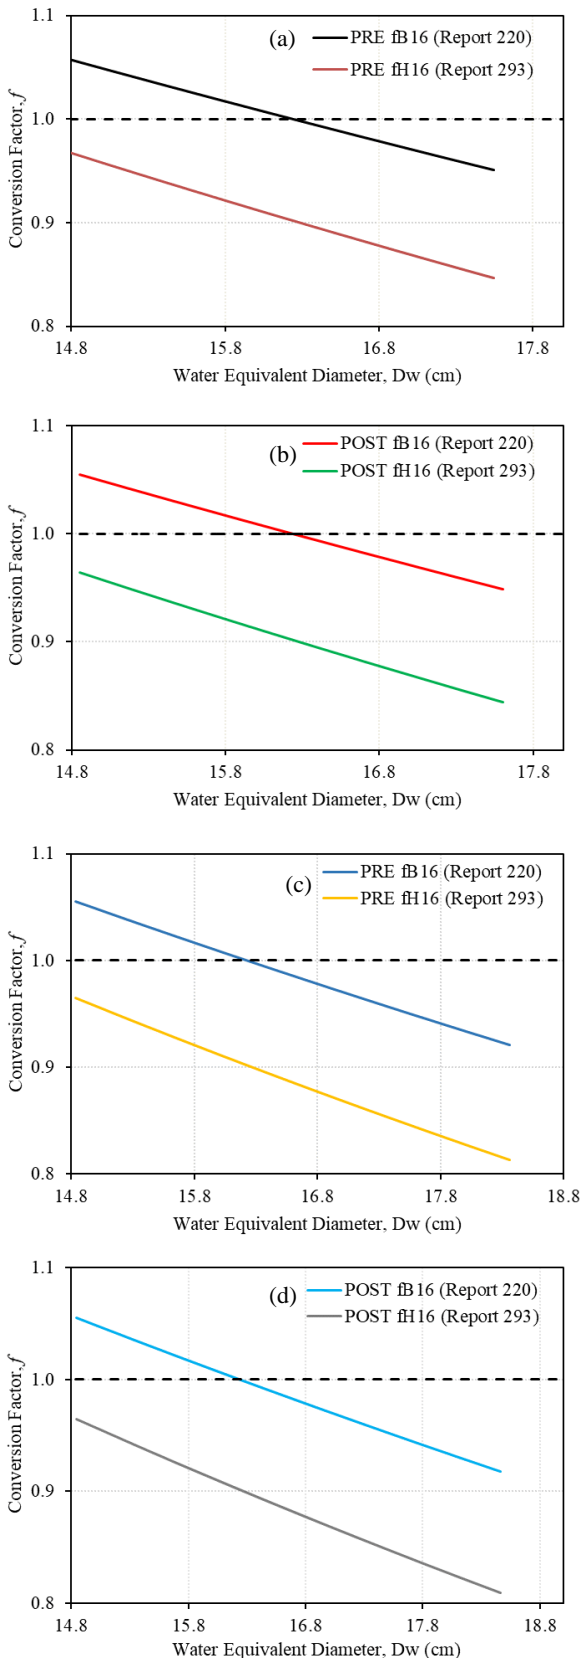 1.1
(a)
PRE fB16 (Report 220)
PRE fH16 (Report 293)
1.0
0.9
0.8
Conversion Factor, f
14.8 15.8 16.8 17.8
Water Equivalent Diameter, Dw (cm)
1.1
(b)
POST fB16 (Report 220)
POST fH16 (Report 293)
1.0
0.9
0.8
Conversion Factor, f
14.8 15.8 16.8 17.8
Water Equivalent Diameter, Dw (cm)
1.1
(c)
PRE fB16 (Report 220)
PRE fH16 (Report 293)
1.0
0.9
0.8
Conversion Factor, f
14.8 15.8 16.8 17.8 18.8
Water Equivalent Diameter, Dw (cm)
1.1
(d)
POST fB16 (Report 220)
POST fH16 (Report 293)
1.0
0.9
0.8
Conversion Factor, f
14.8 15.8 16.8 17.8 18.8
Water Equivalent Diameter, Dw (cm)